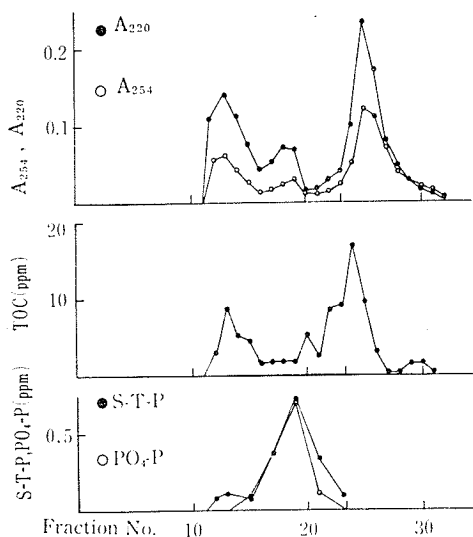 A₂₂₀
A₂₅₄
0.2
0.1
A₂₅₄ , A₂₂₀
20
10
TOC(ppm)
S-T-P
PO₄-P
0.5
S-T-P,PO₄-P(ppm)
Fraction No. 10 20 30